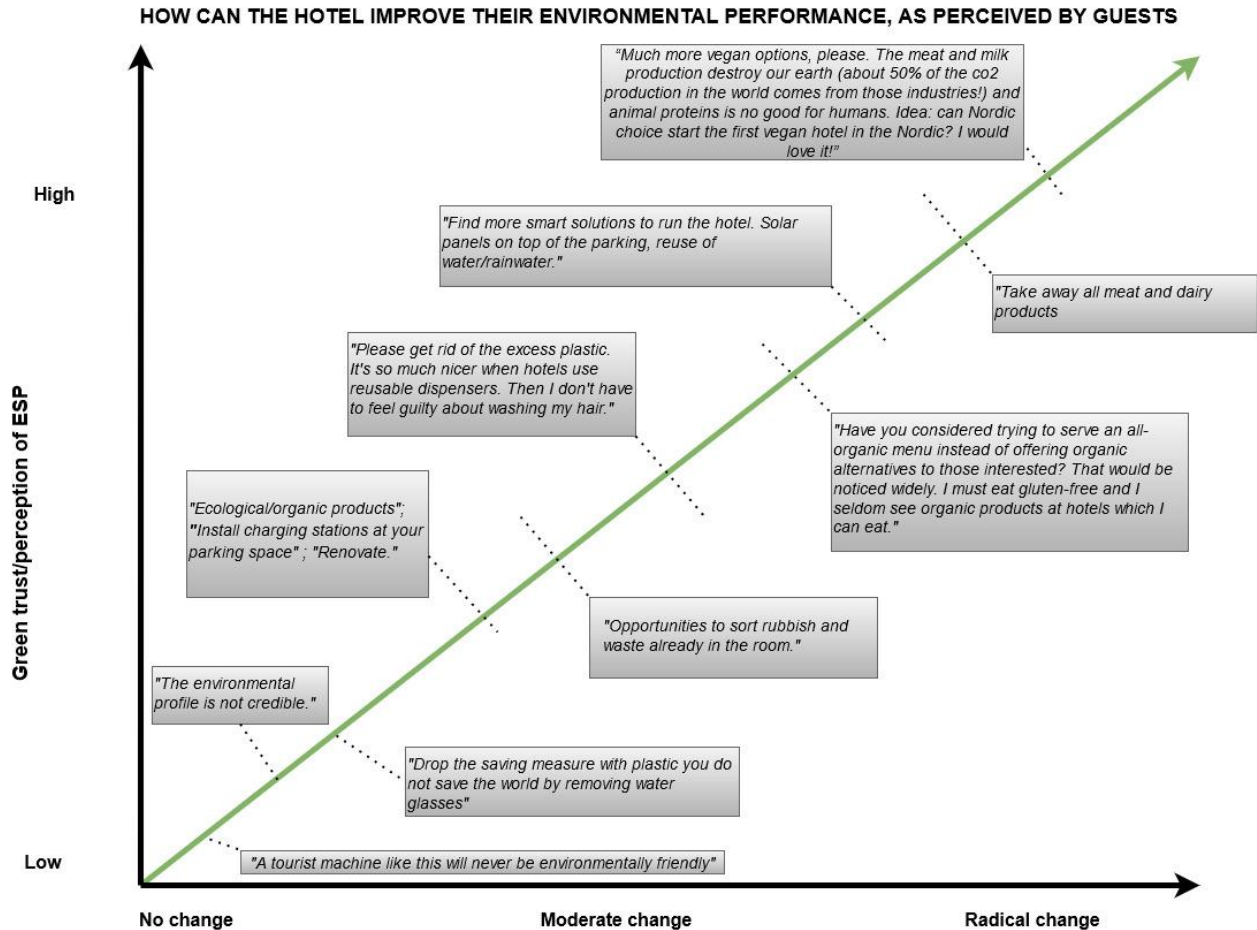 HOW CAN THE HOTEL IMPROVE THEIR ENVIRONMENTAL PERFORMANCE, AS PERCEIVED BY GUESTS
“Much more vegan options, please. The meat and milk
production destroy our earth (about 50% of the co2
production in the world comes from those industries!) and
animal proteins is no good for humans. Idea: can Nordic
choice start the first vegan hotel in the Nordic? I would
love it!”
High
"Find more smart solutions to run the hotel. Solar
panels on top of the parking, reuse of
water/rainwater."
"Take away all meat and dairy
products
"Please get rid of the excess plastic.
It's so much nicer when hotels use
reusable dispensers. Then I don't have
to feel guilty about washing my hair."
"Have you considered trying to serve an all-
organic menu instead of offering organic
alternatives to those interested? That would be
noticed widely. I must eat gluten-free and I
seldom see organic products at hotels which I
can eat."
Green trust/perception of ESP
"Ecological/organic products";
"Install charging stations at your
parking space" ; "Renovate."
"Opportunities to sort rubbish and
waste already in the room."
"The environmental
profile is not credible."
"Drop the saving measure with plastic you do
not save the world by removing water
glasses"
Low
"A tourist machine like this will never be environmentally friendly"
No change
Moderate change
Radical change